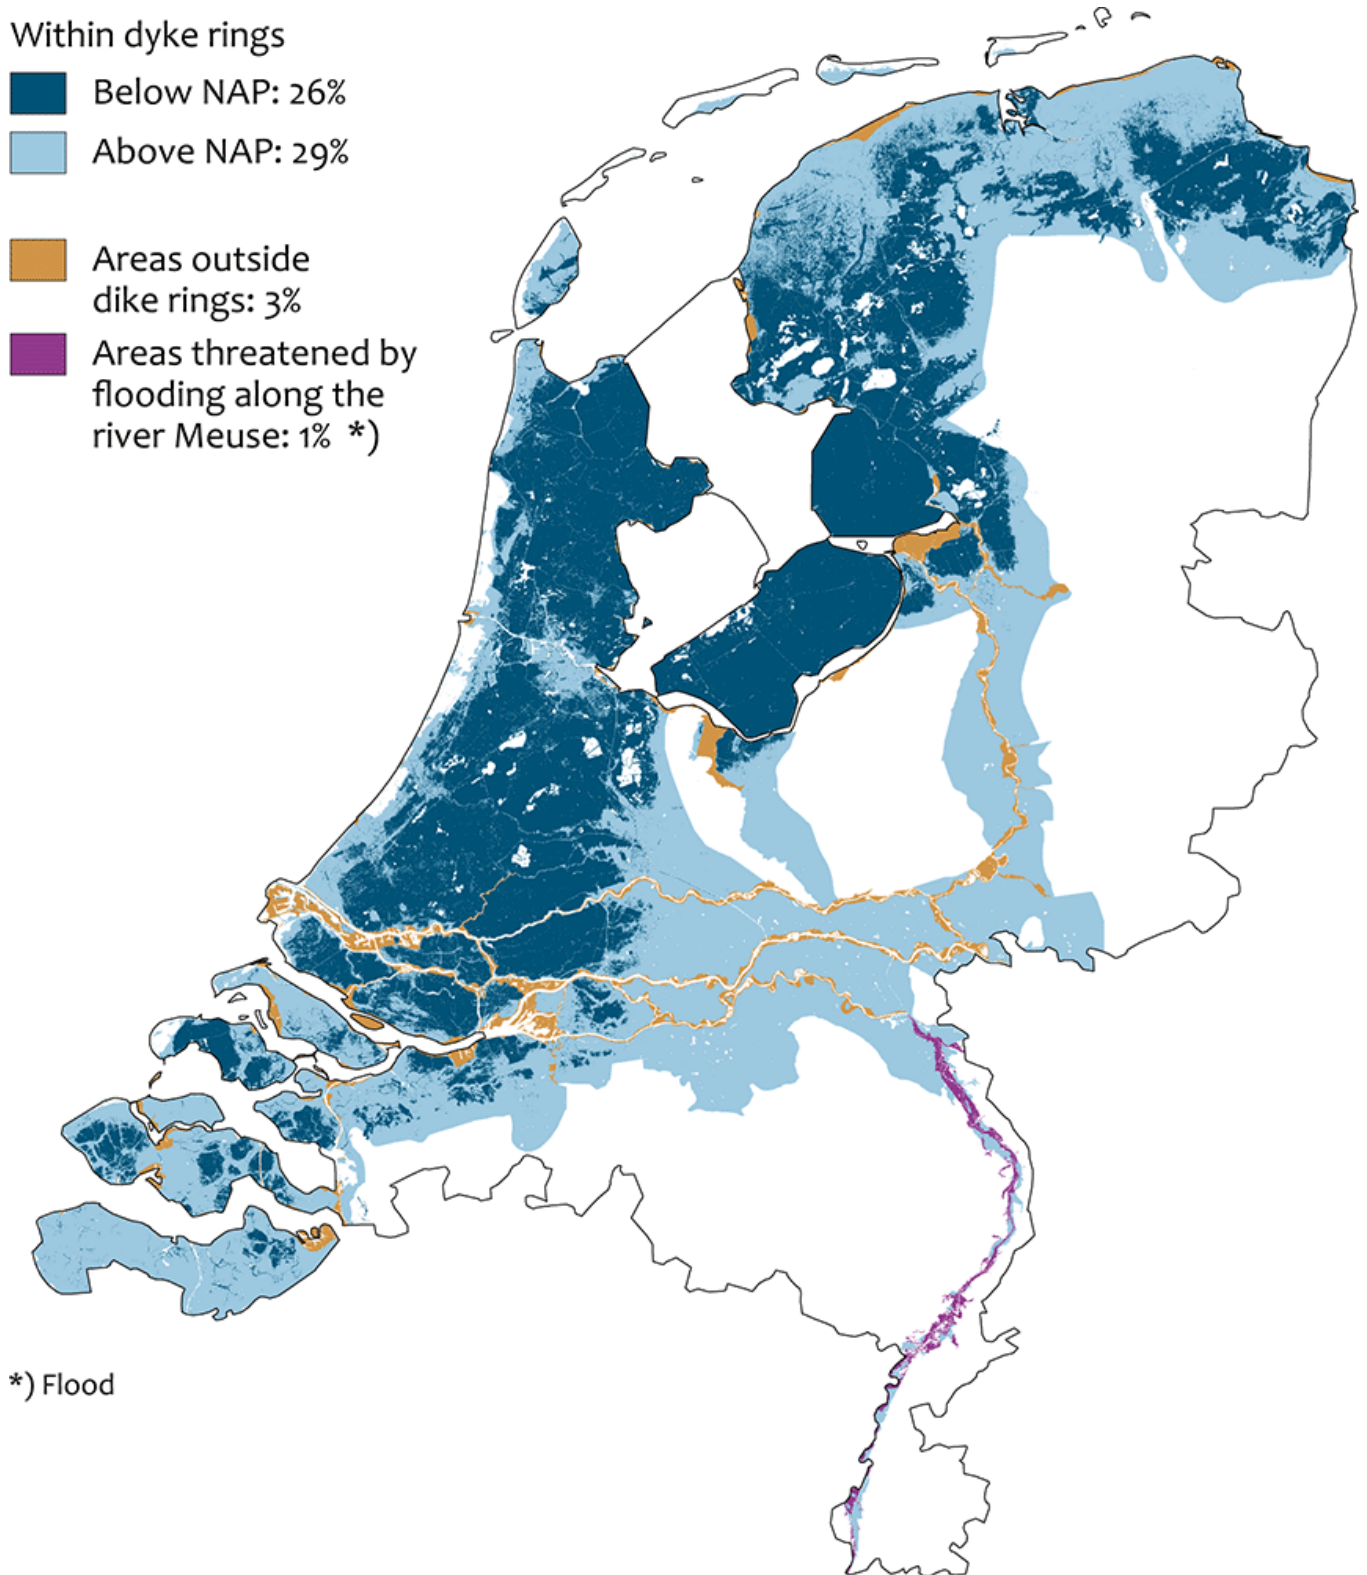 Within dyke rings
Below NAP: 26%
Above NAP: 29%
Areas outside
dike rings: 3%
Areas threatened by
flooding along the
river Meuse: 1% *)
*) Flood